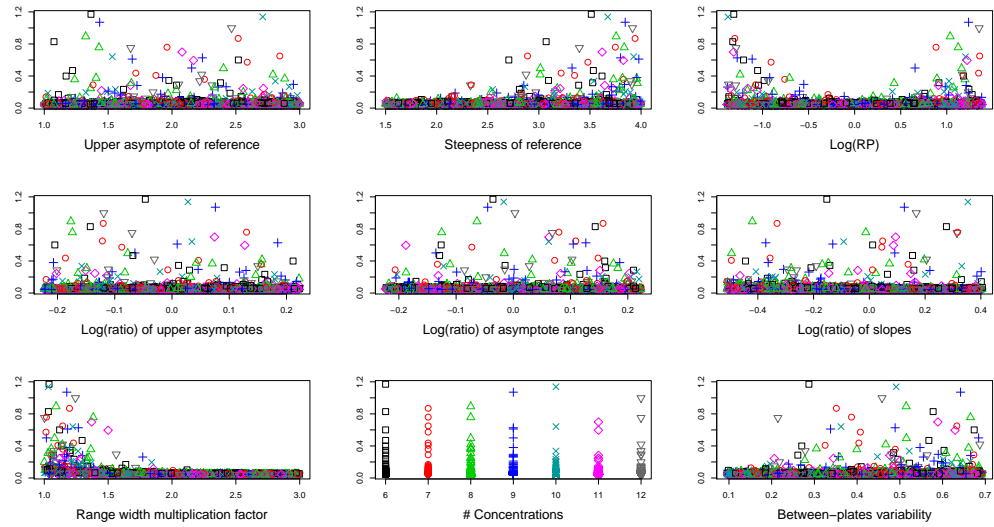 0.0 0.4 0.8 1.2
1.0 1.5 2.0 2.5 3.0
Upper asymptote of reference
0.0 0.4 0.8 1.2
1.5 2.0 2.5 3.0 3.5 4.0
Steepness of reference
0.0 0.4 0.8 1.2
−1.0 −0.5 0.0 0.5 1.0
Log(RP)
0.0 0.4 0.8 1.2
−0.2 −0.1 0.0 0.1 0.2
Log(ratio) of upper asymptotes
0.0 0.4 0.8 1.2
−0.2 −0.1 0.0 0.1 0.2
Log(ratio) of asymptote ranges
0.0 0.4 0.8 1.2
−0.4 −0.2 0.0 0.2 0.4
Log(ratio) of slopes
0.0 0.4 0.8 1.2
1.0 1.5 2.0 2.5 3.0
Range width multiplication factor
0.0 0.4 0.8 1.2
6 7 8 9 10 11 12
# Concentrations
0.0 0.4 0.8 1.2
0.1 0.2 0.3 0.4 0.5 0.6 0.7
Between−plates variability